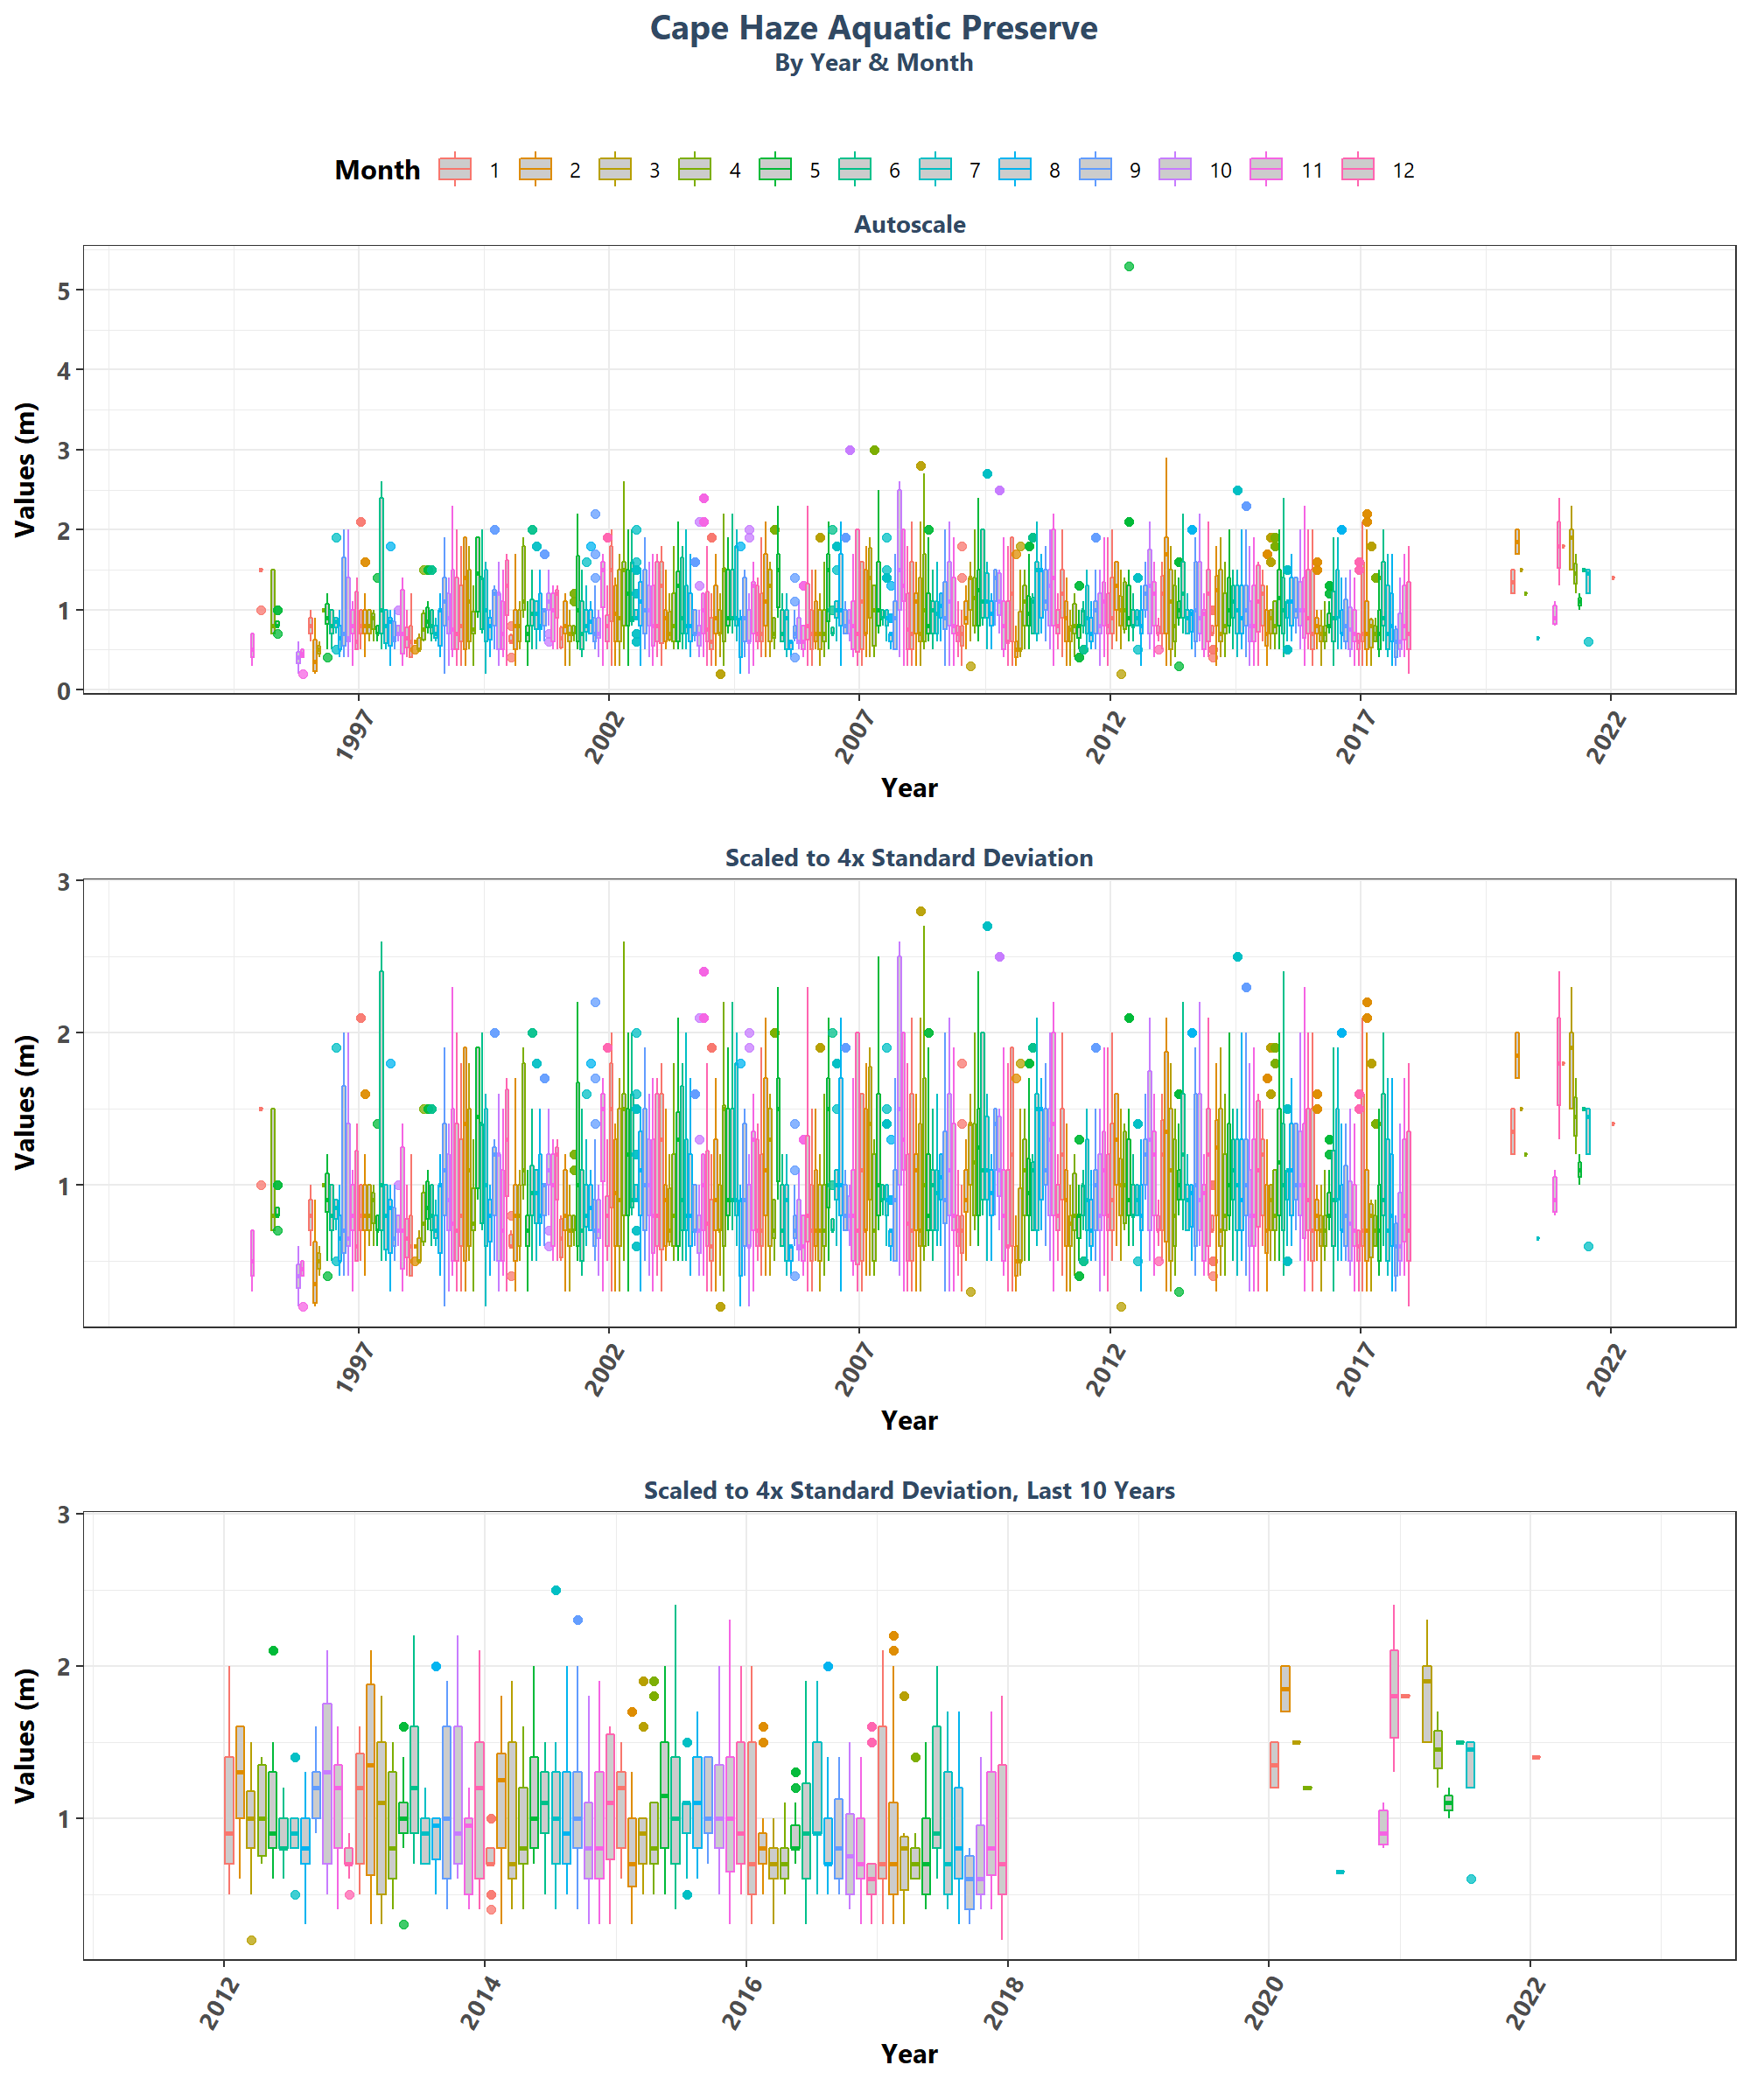 Cape Haze Aquatic Preserve
By Year & Month
Month 1 2 3 4 5 6 7 8 9 10 11 12
Autoscale
Values (m)
5
4
3
2
1
0
1997 2002 2007 2012 2017 2022
Year
Scaled to 4x Standard Deviation
Values (m)
3
2
1
1997 2002 2007 2012 2017 2022
Year
Scaled to 4x Standard Deviation, Last 10 Years
Values (m)
3
2
1
2012 2014 2016 2018 2020 2022
Year